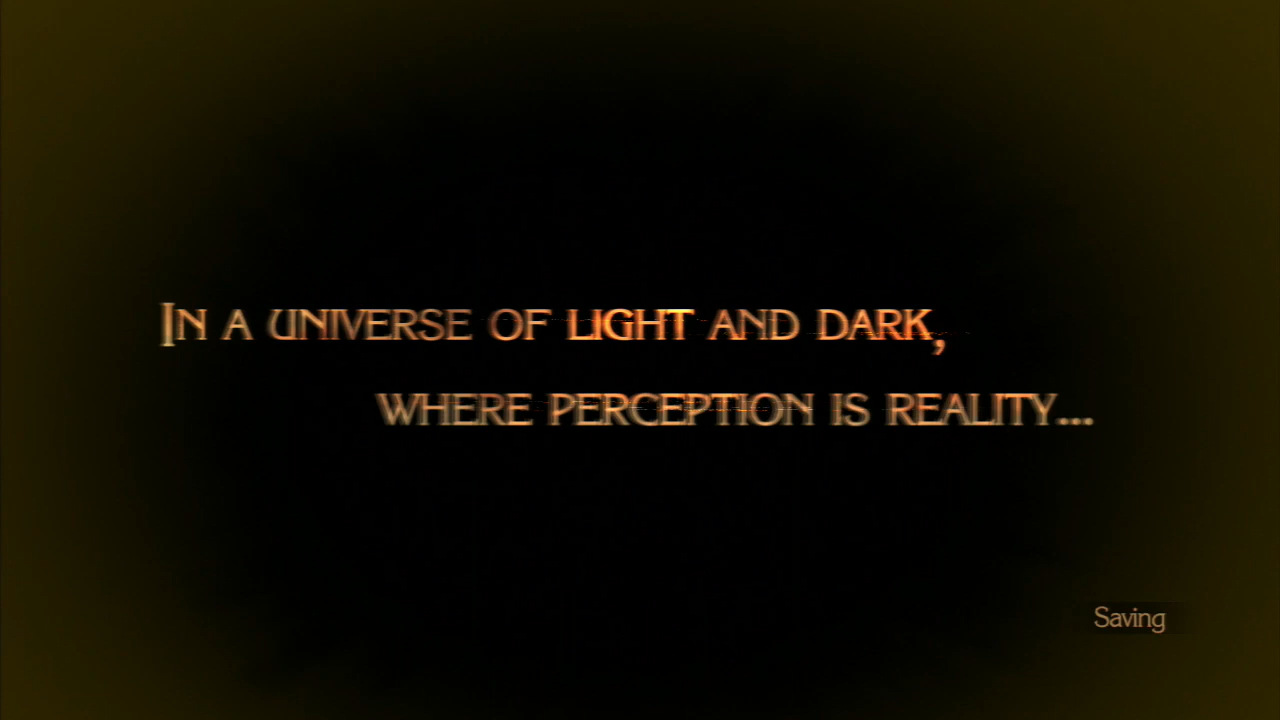 In a universe of light and dark,
where perception is reality...
Saving